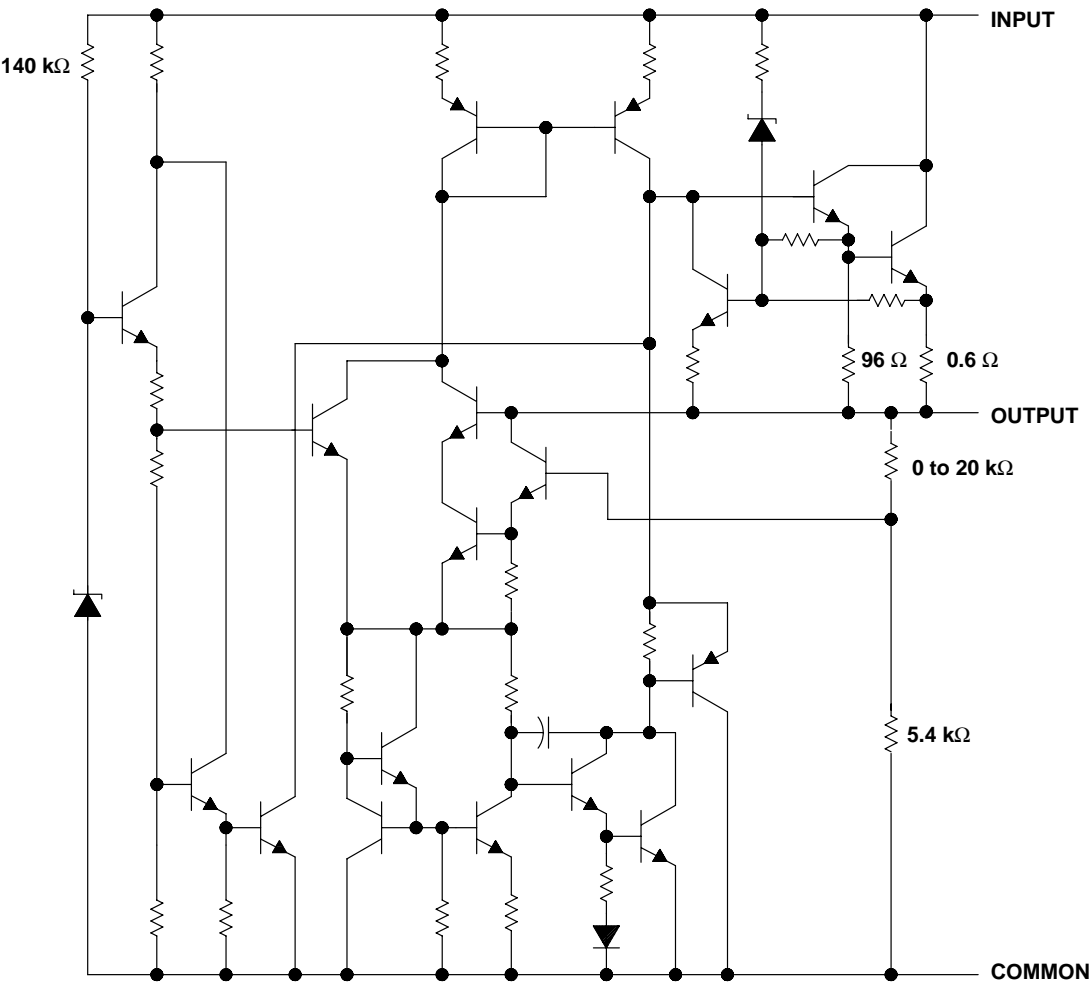 INPUT
140 kΩ
96 Ω
0.6 Ω
OUTPUT
0 to 20 kΩ
5.4 kΩ
COMMON